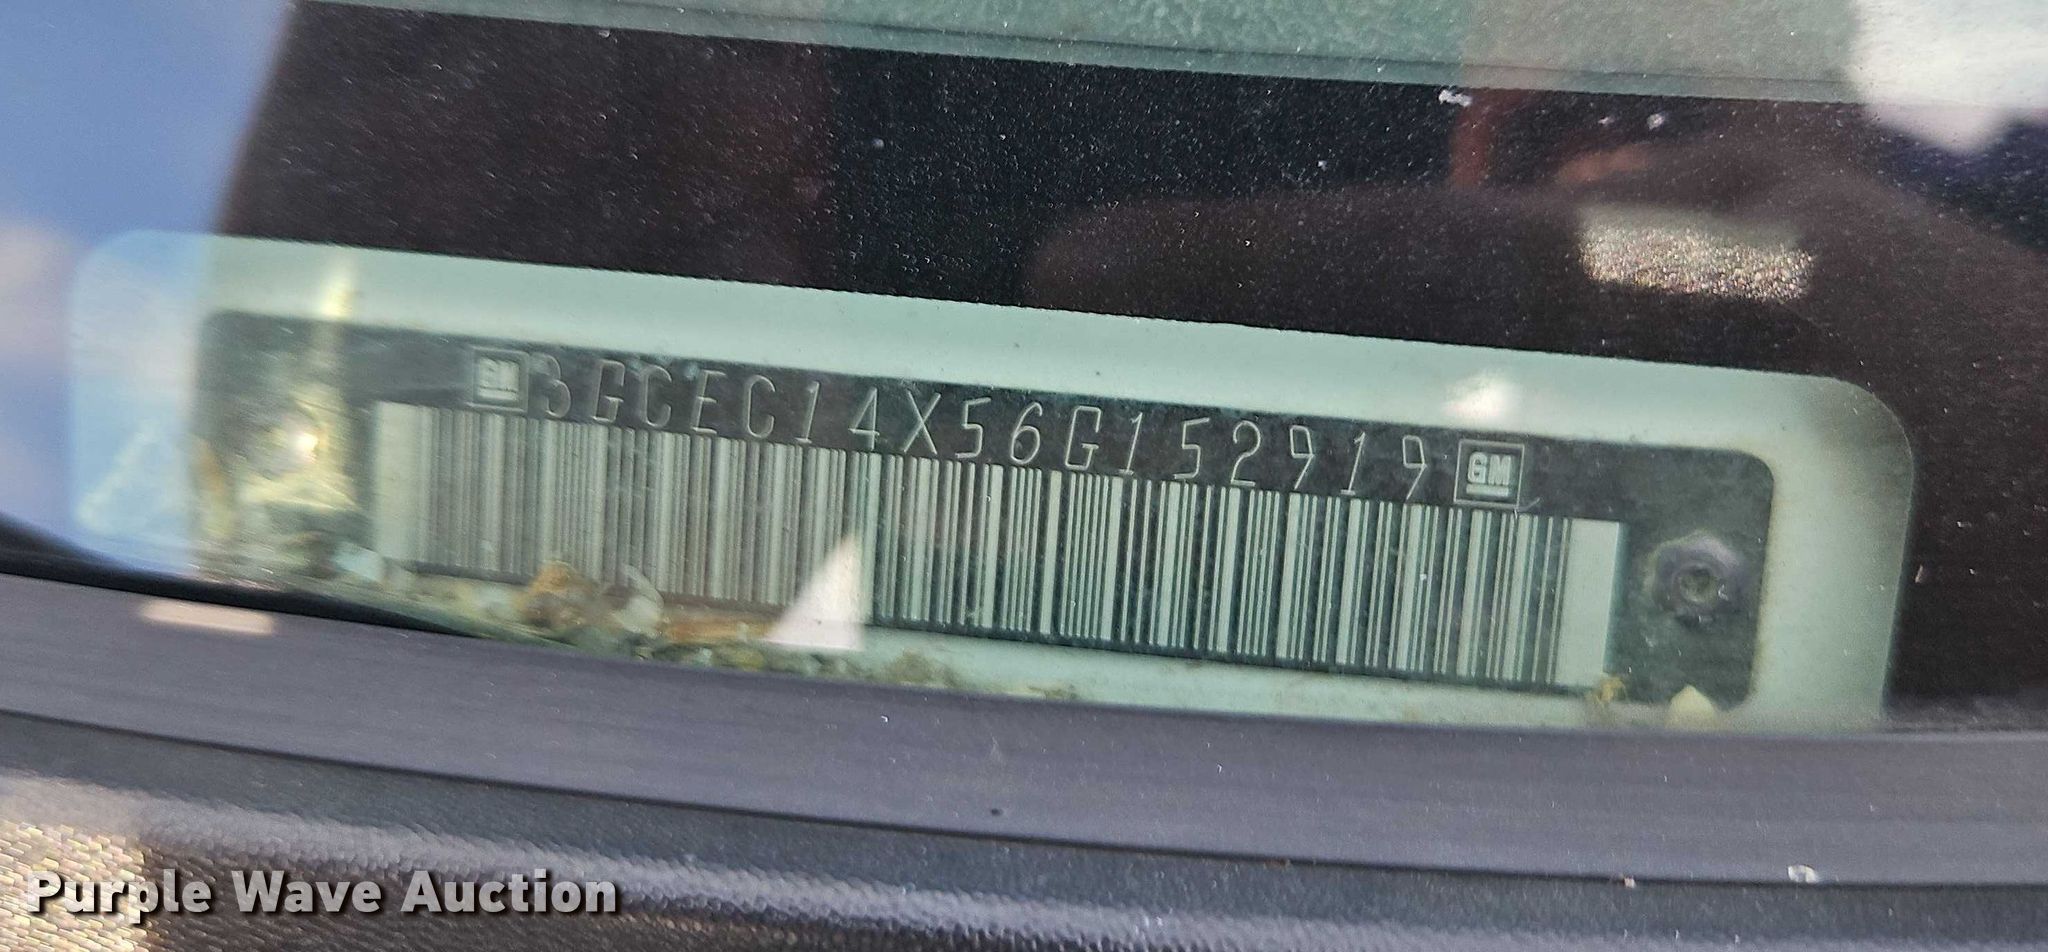 GM 3GCEC14X56G152919 GM
Purple Wave Auction